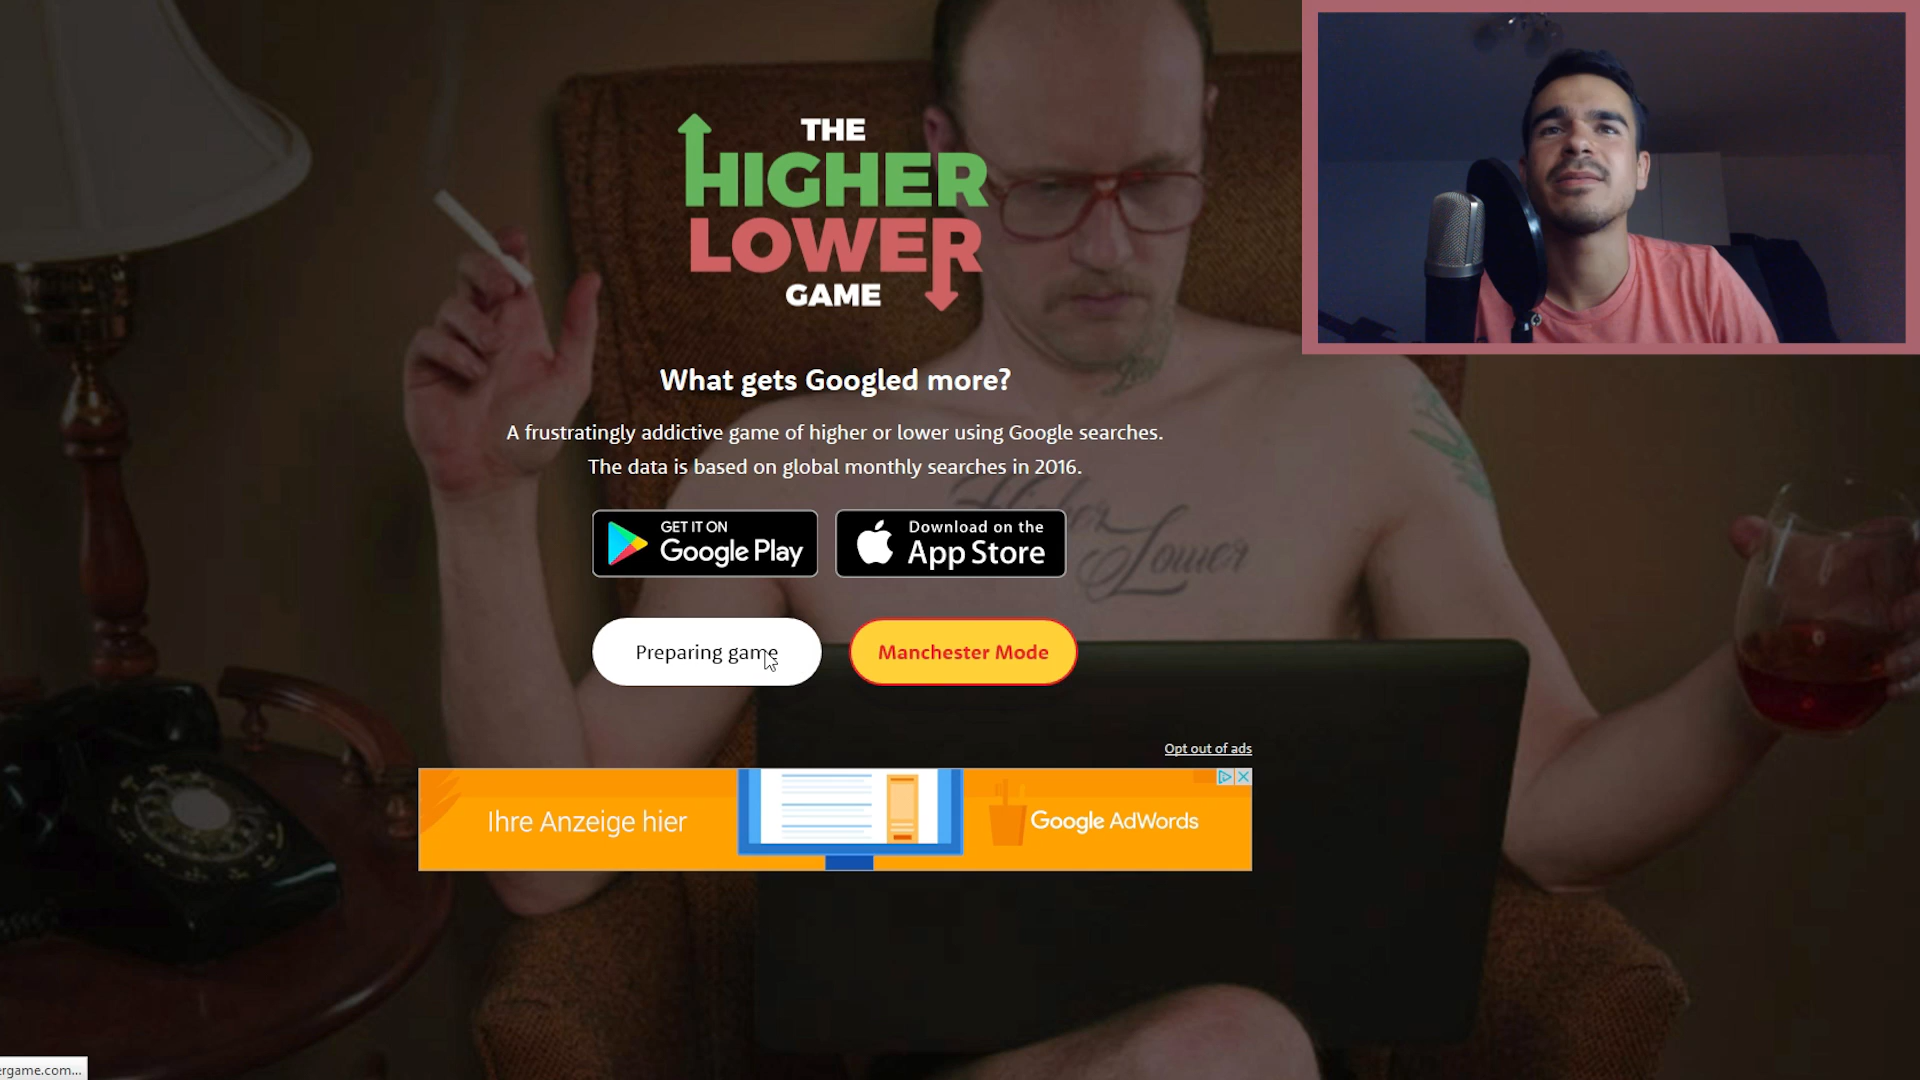 THE
HIGHER
LOWER
GAME
What gets Googled more?
A frustratingly addictive game of higher or lower using Google searches.
The data is based on global monthly searches in 2016.
GET IT ON
Google Play
Download on the
App Store
Higher
Lower
Preparing game
Manchester Mode
Opt out of ads
Ihre Anzeige hier
Google AdWords
ergame.com...